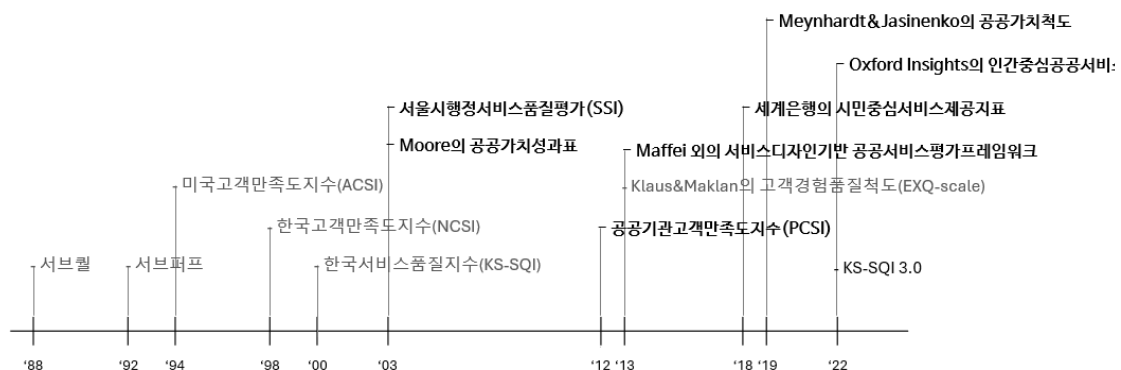 Meynhardt&Jasinenko의 공공가치척도
Oxford Insights의 인간중심공공서비스
서울시행정서비스품질평가(SSI)
세계은행의 시민중심서비스제공지표
Moore의 공공가치성과표
Maffei 외의 서비스디자인기반 공공서비스평가프레임워크
미국고객만족도지수(ACSI)
Klaus&Maklan의 고객경험품질척도(EXQ-scale)
한국고객만족도지수(NCSI)
공공기관고객만족도지수(PCSI)
서브퀄
서브퍼프
한국서비스품질지수(KS-SQI)
KS-SQI 3.0
‘88 ‘92 ‘94 ‘98 ‘00 ‘03 ‘12 ‘13 ‘18 ‘19 ‘22